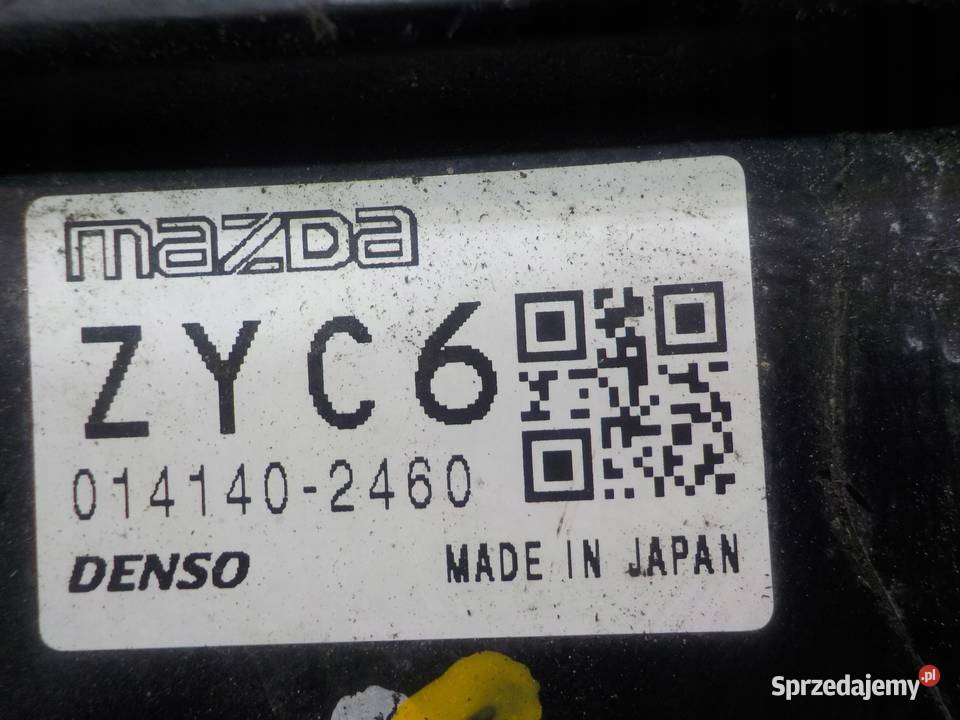 mazda
ZYC6
014140-2460
DENSO
MADE IN JAPAN
Sprzedajemy.pl